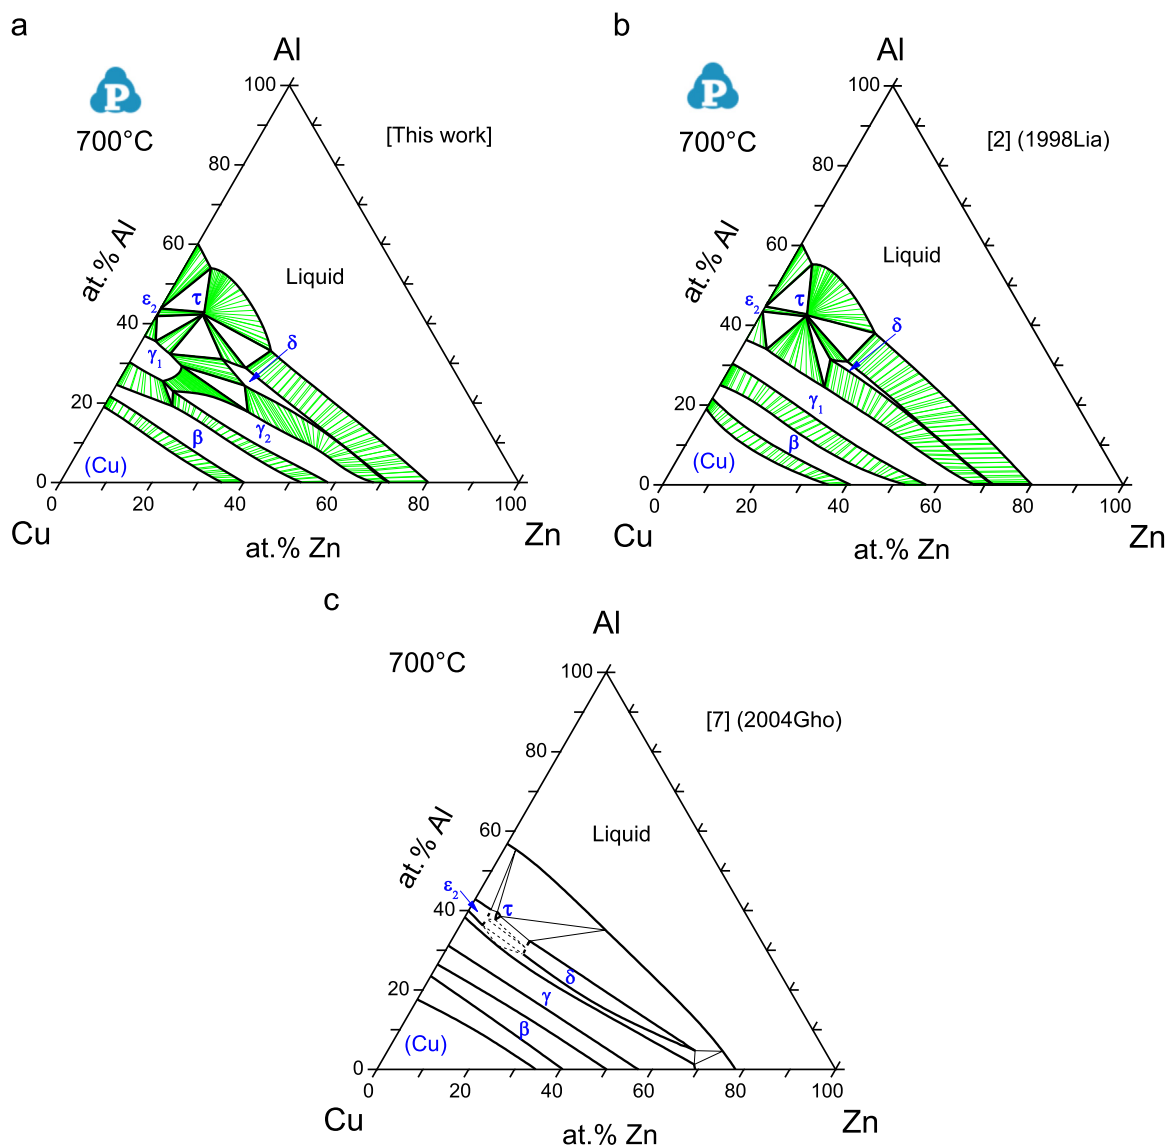 a
Al
100
P
700°C
[This work]
80
60
at.% Al
Liquid
ε2
τ
40
δ
γ1
20
γ2
β
(Cu)
0
0 20 40 60 80 100
Cu
at.% Zn
Zn
b
Al
100
P
700°C
[2] (1998Lia)
80
60
at.% Al
Liquid
ε2
τ
40
δ
γ1
20
β
(Cu)
0
0 20 40 60 80 100
Cu
at.% Zn
Zn
c
Al
700°C
100
[7] (2004Gho)
80
60
at.% Al
Liquid
ε2
τ
40
δ
20
γ
β
(Cu)
0
0 20 40 60 80 100
Cu
at.% Zn
Zn